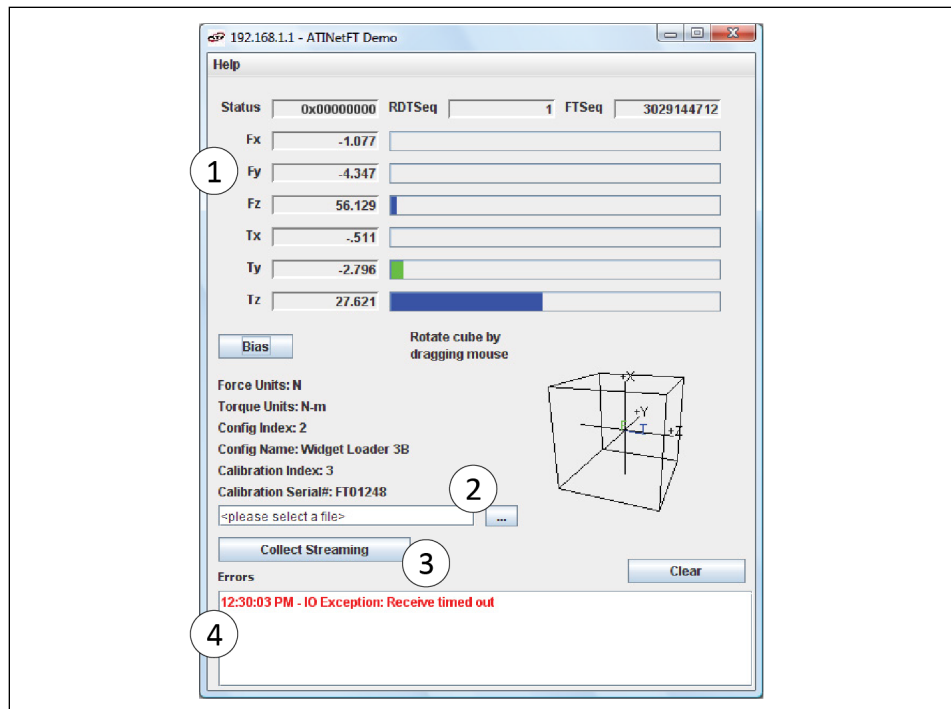 192.168.1.1 - ATINetFT Demo
Help
Status 0x00000000 RDTSeq 1 FTSeq 3029144712
Fx -1.077
1
Fy -4.347
Fz 56.129
Tx -.511
Ty -2.796
Tz 27.621
Bias
Rotate cube by
dragging mouse
Force Units: N
Torque Units: N-m
Config Index: 2
Config Name: Widget Loader 3B
Calibration Index: 3
Calibration Serial#: FT01248
+X
+Y
+Z
F
T
2
<please select a file> ...
Collect Streaming
3
Clear
Errors
12:30:03 PM - IO Exception: Receive timed out
4